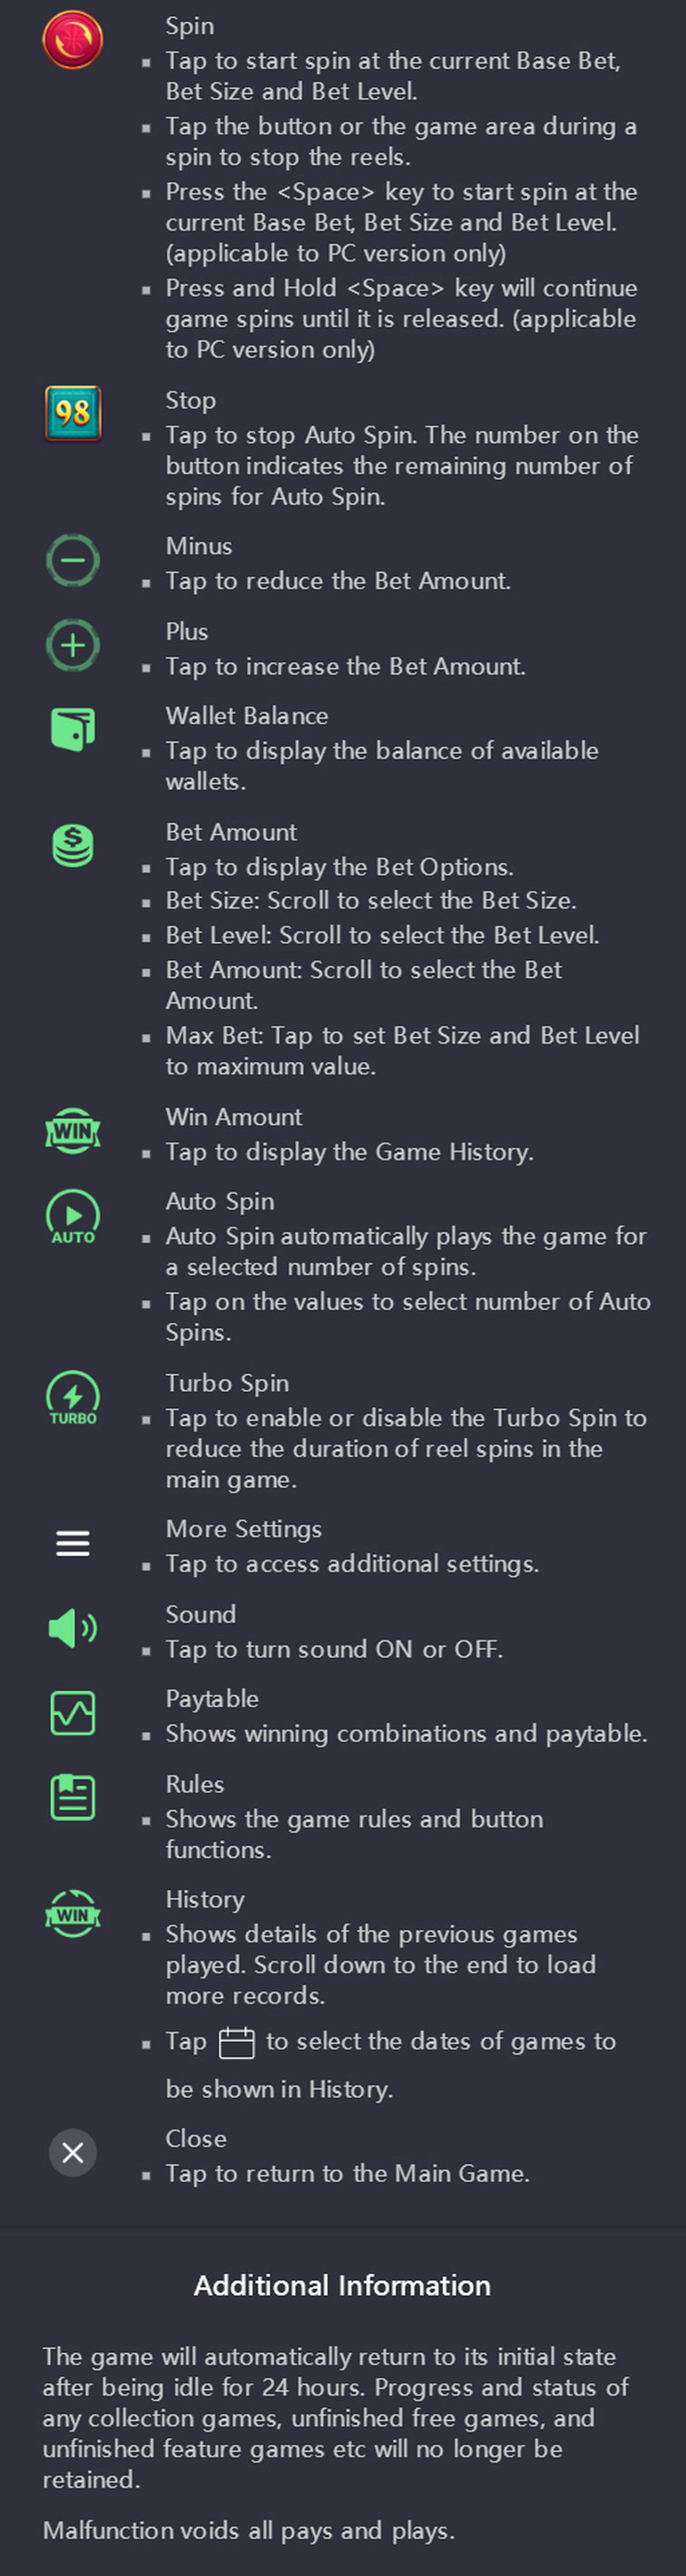 Spin
▪ Tap to start spin at the current Base Bet,
Bet Size and Bet Level.
▪ Tap the button or the game area during a
spin to stop the reels.
▪ Press the <Space> key to start spin at the
current Base Bet, Bet Size and Bet Level.
(applicable to PC version only)
▪ Press and Hold <Space> key will continue
game spins until it is released. (applicable
to PC version only)
98
Stop
▪ Tap to stop Auto Spin. The number on the
button indicates the remaining number of
spins for Auto Spin.
Minus
▪ Tap to reduce the Bet Amount.
Plus
▪ Tap to increase the Bet Amount.
Wallet Balance
▪ Tap to display the balance of available
wallets.
$
Bet Amount
▪ Tap to display the Bet Options.
▪ Bet Size: Scroll to select the Bet Size.
▪ Bet Level: Scroll to select the Bet Level.
▪ Bet Amount: Scroll to select the Bet
Amount.
▪ Max Bet: Tap to set Bet Size and Bet Level
to maximum value.
WIN
Win Amount
▪ Tap to display the Game History.
AUTO
Auto Spin
▪ Auto Spin automatically plays the game for
a selected number of spins.
▪ Tap on the values to select number of Auto
Spins.
TURBO
Turbo Spin
▪ Tap to enable or disable the Turbo Spin to
reduce the duration of reel spins in the
main game.
More Settings
▪ Tap to access additional settings.
Sound
▪ Tap to turn sound ON or OFF.
Paytable
▪ Shows winning combinations and paytable.
Rules
▪ Shows the game rules and button
functions.
WIN
History
▪ Shows details of the previous games
played. Scroll down to the end to load
more records.
▪ Tap to select the dates of games to
be shown in History.
Close
▪ Tap to return to the Main Game.
Additional Information
The game will automatically return to its initial state
after being idle for 24 hours. Progress and status of
any collection games, unfinished free games, and
unfinished feature games etc will no longer be
retained.
Malfunction voids all pays and plays.